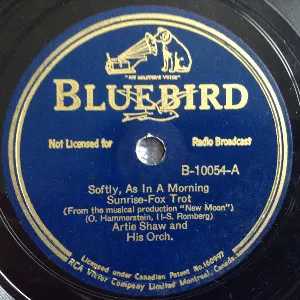 "HIS MASTER'S VOICE"
BLUEBIRD
Not Licensed for Radio Broadcast
B-10054-A
Softly, As In A Morning
Sunrise-Fox Trot
(From the musical production "New Moon")
(O. Hammerstein, II-S. Romberg)
Artie Shaw and
His Orch.
Licensed under Canadian Patent No. 160997
RCA Victor Company Limited Montreal, Canada.